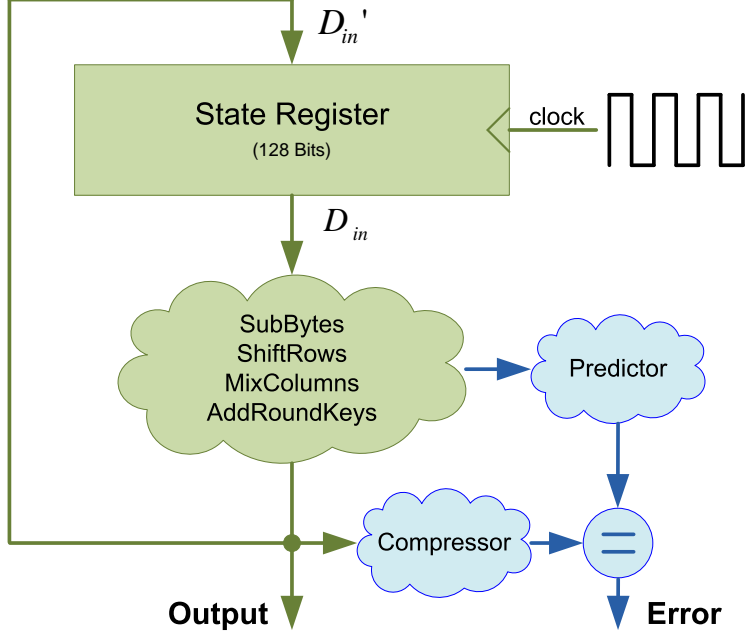 D_in'
State Register
(128 Bits)
clock
D_in
SubBytes
ShiftRows
MixColumns
AddRoundKeys
Predictor
Compressor
=
Output
Error